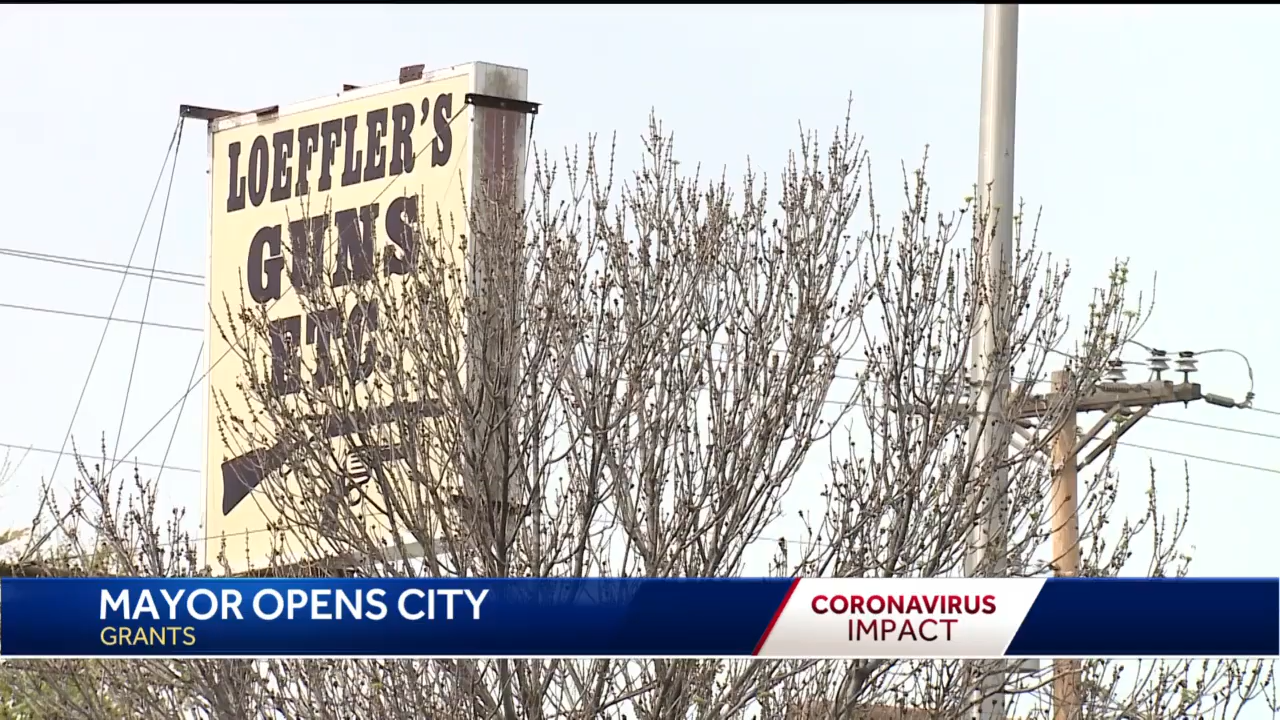 LOEFFLER'S
GUNS
ETC.
MAYOR OPENS CITY
GRANTS
CORONAVIRUS
IMPACT